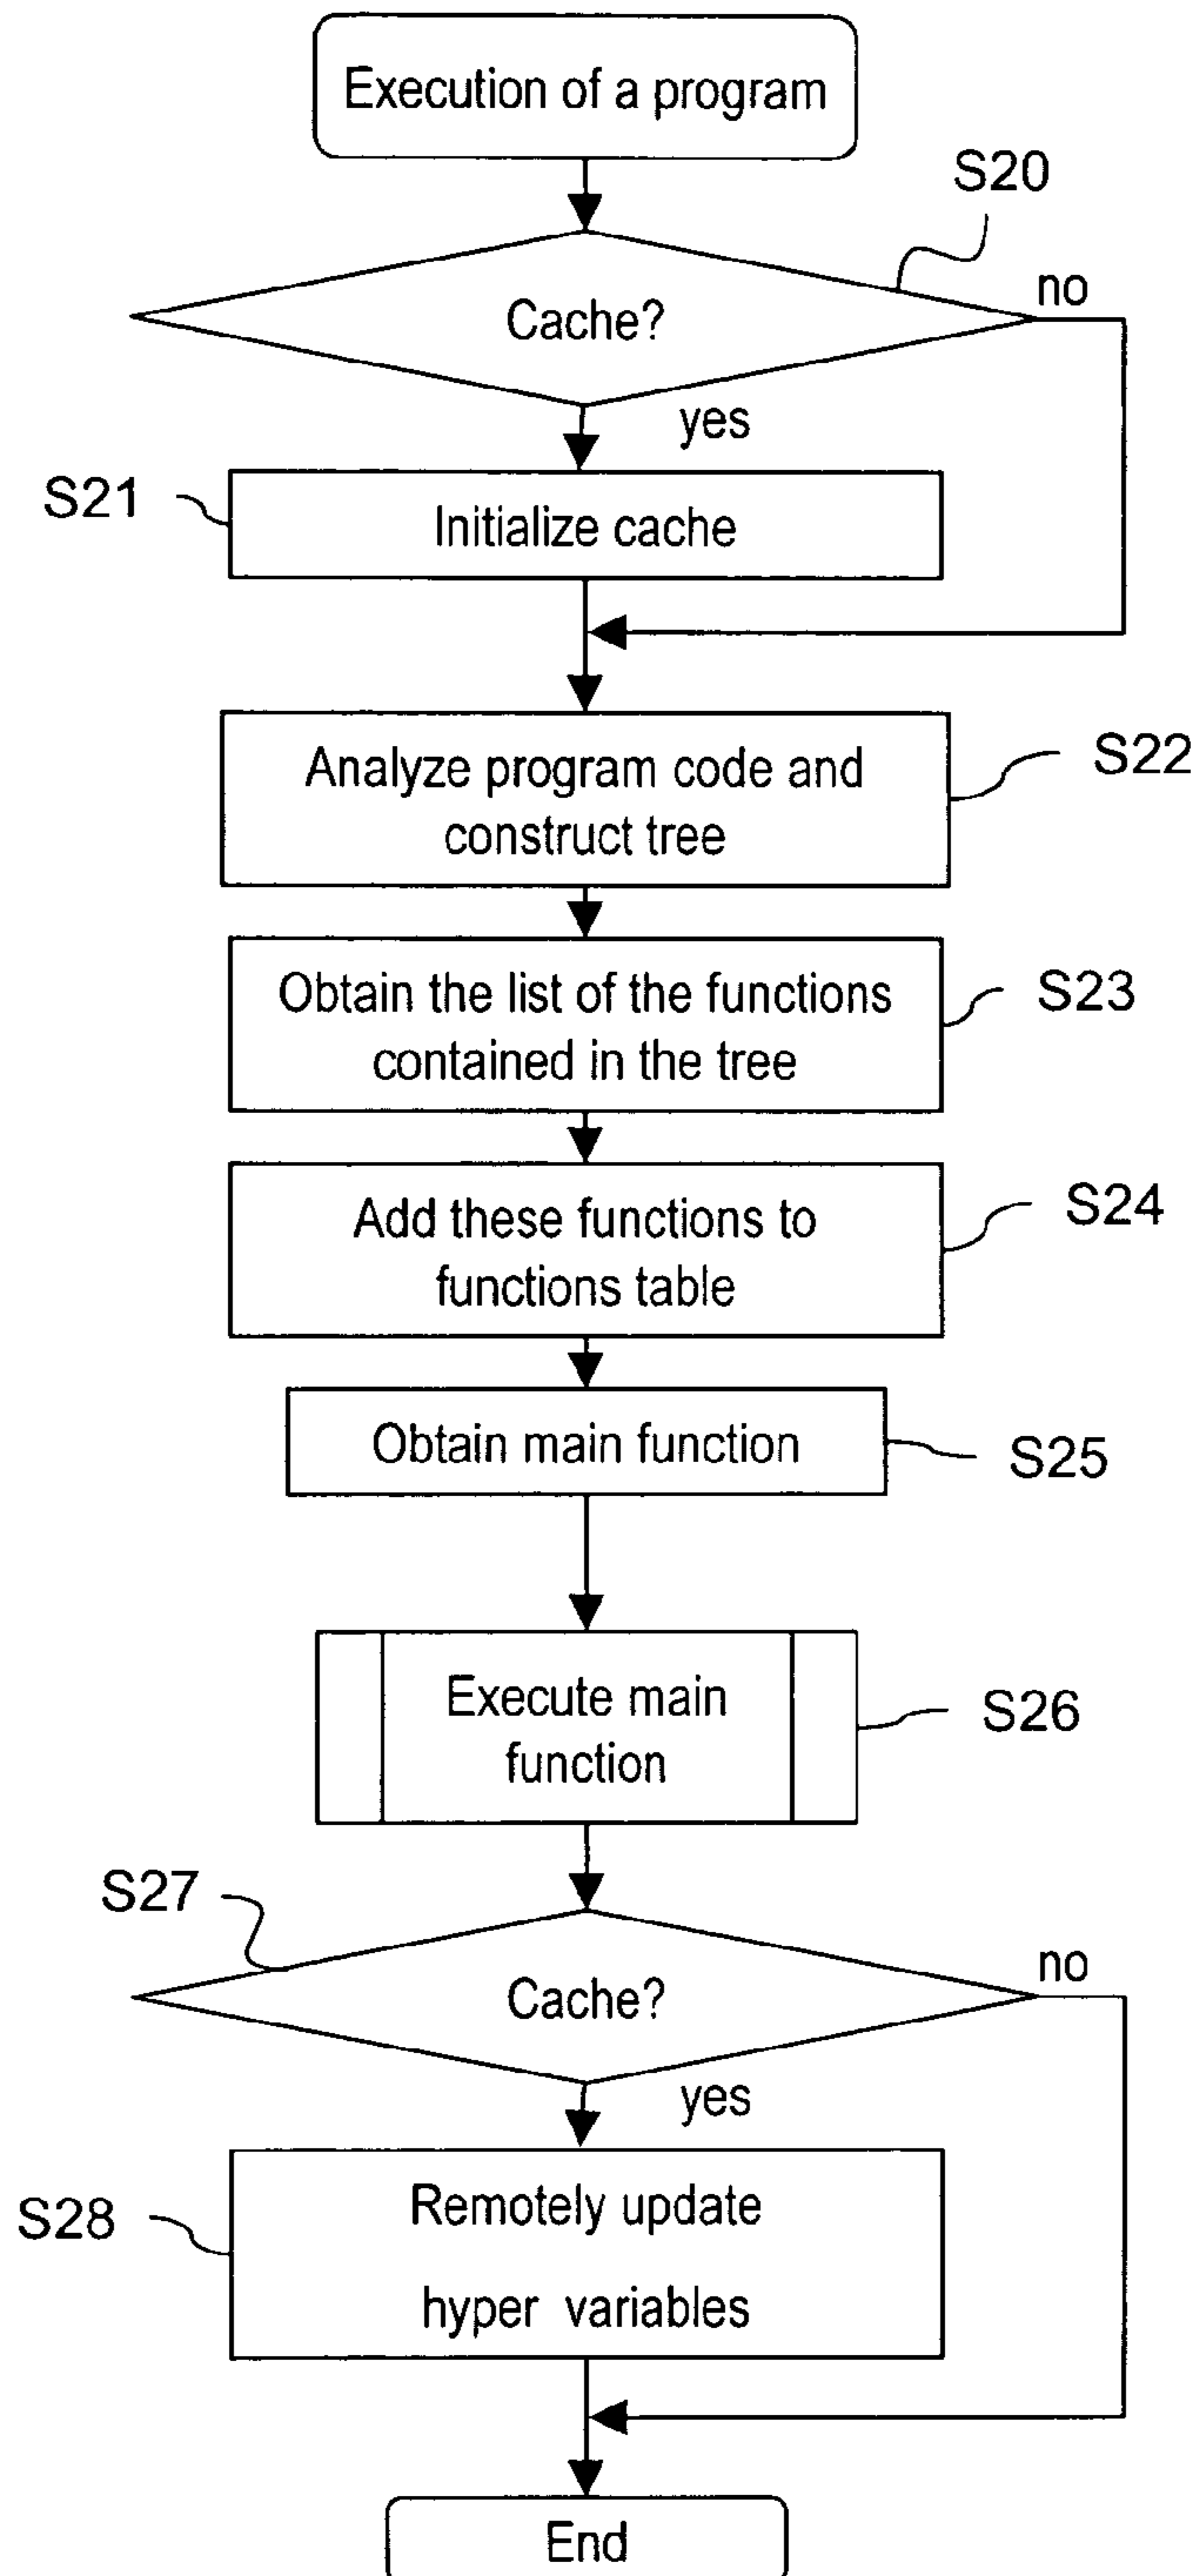 Execution of a program
S20
Cache?
no
yes
S21
Initialize cache
Analyze program code and
construct tree
S22
Obtain the list of the functions
contained in the tree
S23
Add these functions to
functions table
S24
Obtain main function
S25
Execute main
function
S26
S27
Cache?
no
yes
S28
Remotely update
hyper variables
End